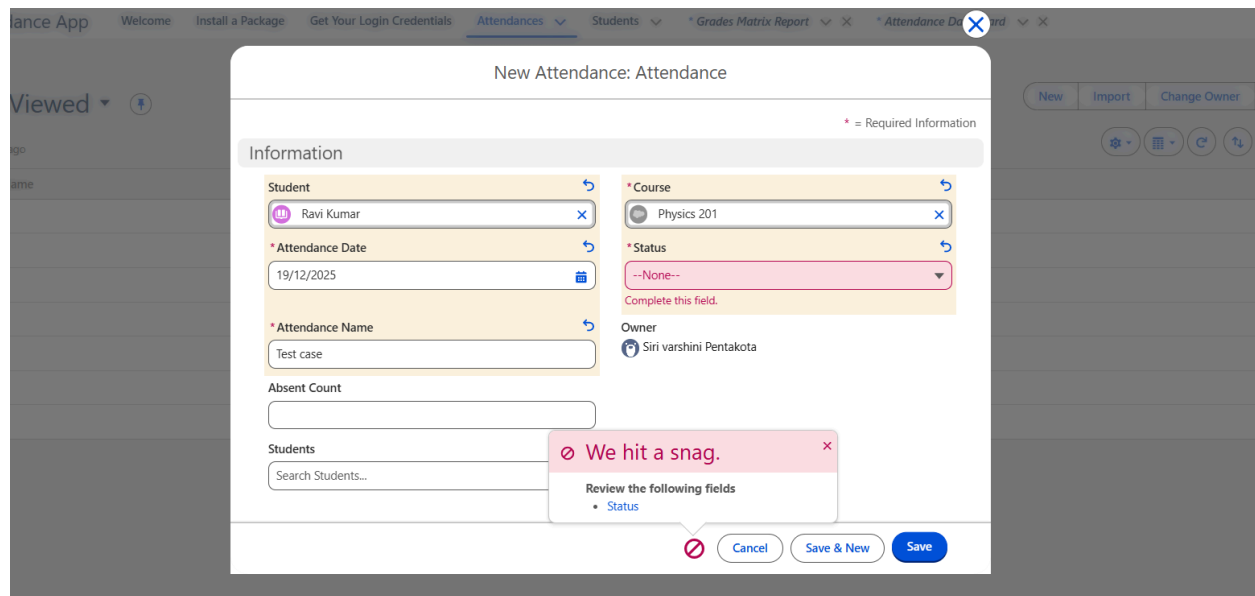 dance App Welcome Install a Package Get Your Login Credentials Attendances Students * Grades Matrix Report * Attendance Da ard
New Attendance: Attendance
Viewed
New Import Change Owner
* = Required Information
ago
Information
ame
Student
*Course
Ravi Kumar
Physics 201
*Attendance Date
*Status
19/12/2025
--None--
Complete this field.
*Attendance Name
Owner
Test case
Siri varshini Pentakota
Absent Count
Students
We hit a snag.
Search Students...
Review the following fields
• Status
Cancel Save & New Save